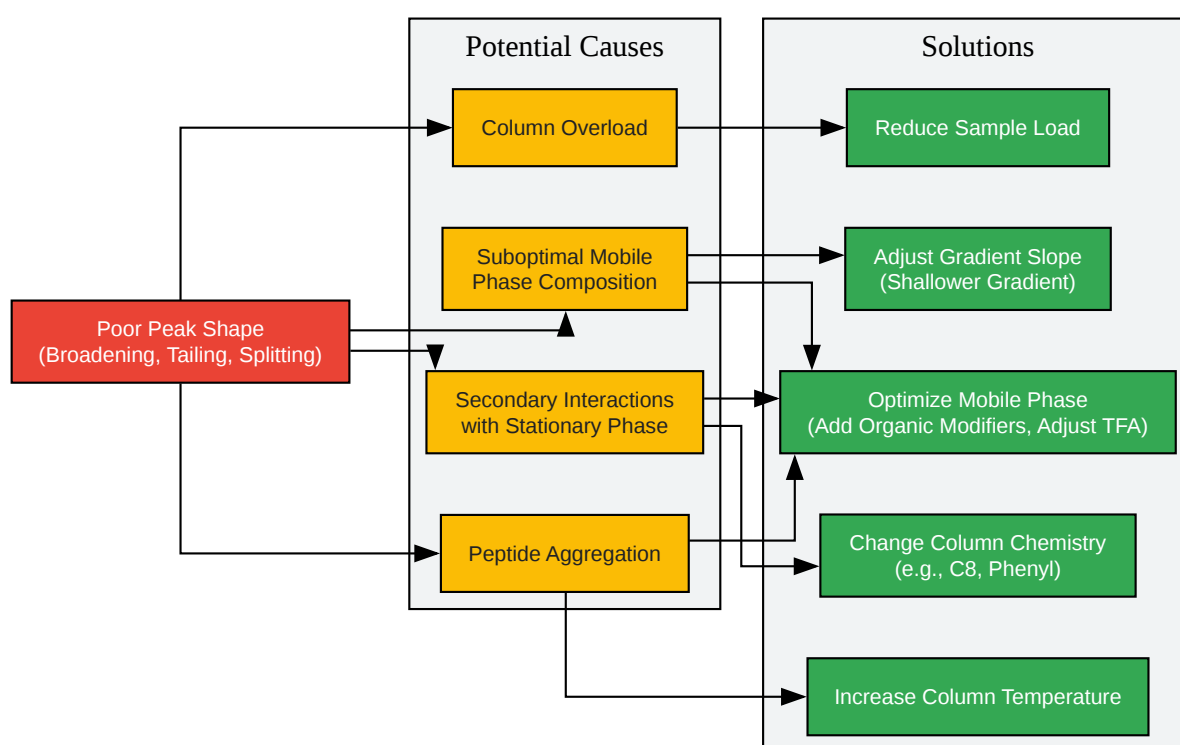 Potential Causes
Solutions
Column Overload
Reduce Sample Load
Suboptimal Mobile
Phase Composition
Adjust Gradient Slope
(Shallower Gradient)
Poor Peak Shape
(Broadening, Tailing, Splitting)
Secondary Interactions
with Stationary Phase
Optimize Mobile Phase
(Add Organic Modifiers, Adjust TFA)
Peptide Aggregation
Change Column Chemistry
(e.g., C8, Phenyl)
Increase Column Temperature